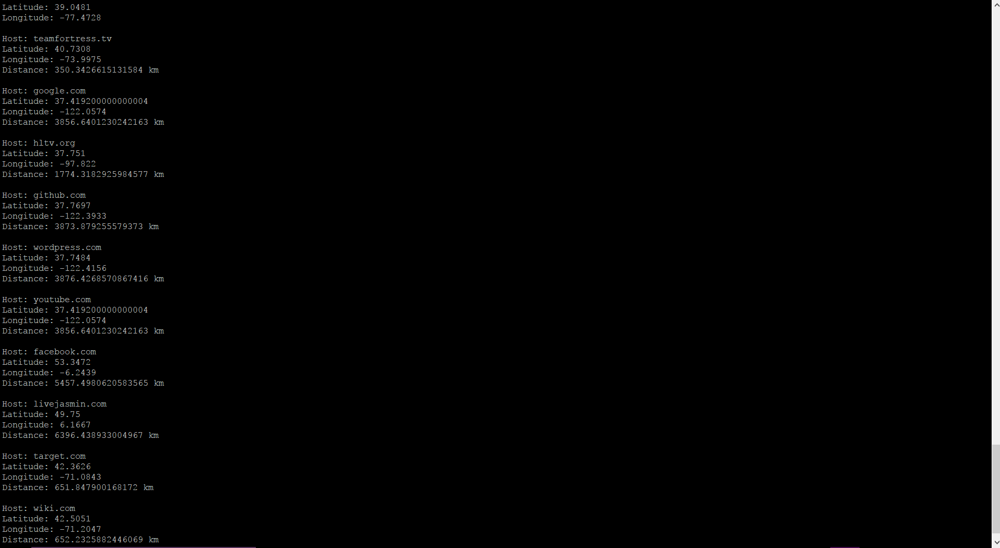 Latitude: 39.0481
Longitude: -77.4728
Host: teamfortress.tv
Latitude: 40.7308
Longitude: -73.9975
Distance: 350.3426615131584 km
Host: google.com
Latitude: 37.419200000000004
Longitude: -122.0574
Distance: 3856.6401230242163 km
Host: hltv.org
Latitude: 37.751
Longitude: -97.822
Distance: 1774.3182925984577 km
Host: github.com
Latitude: 37.7697
Longitude: -122.3933
Distance: 3873.879255579373 km
Host: wordpress.com
Latitude: 37.7484
Longitude: -122.4156
Distance: 3876.4268570867416 km
Host: youtube.com
Latitude: 37.419200000000004
Longitude: -122.0574
Distance: 3856.6401230242163 km
Host: facebook.com
Latitude: 53.3472
Longitude: -6.2439
Distance: 5457.4980620583565 km
Host: livejasmin.com
Latitude: 49.75
Longitude: 6.1667
Distance: 6396.438933004967 km
Host: target.com
Latitude: 42.3626
Longitude: -71.0843
Distance: 651.847900168172 km
Host: wiki.com
Latitude: 42.5051
Longitude: -71.2047
Distance: 652.2325882446069 km